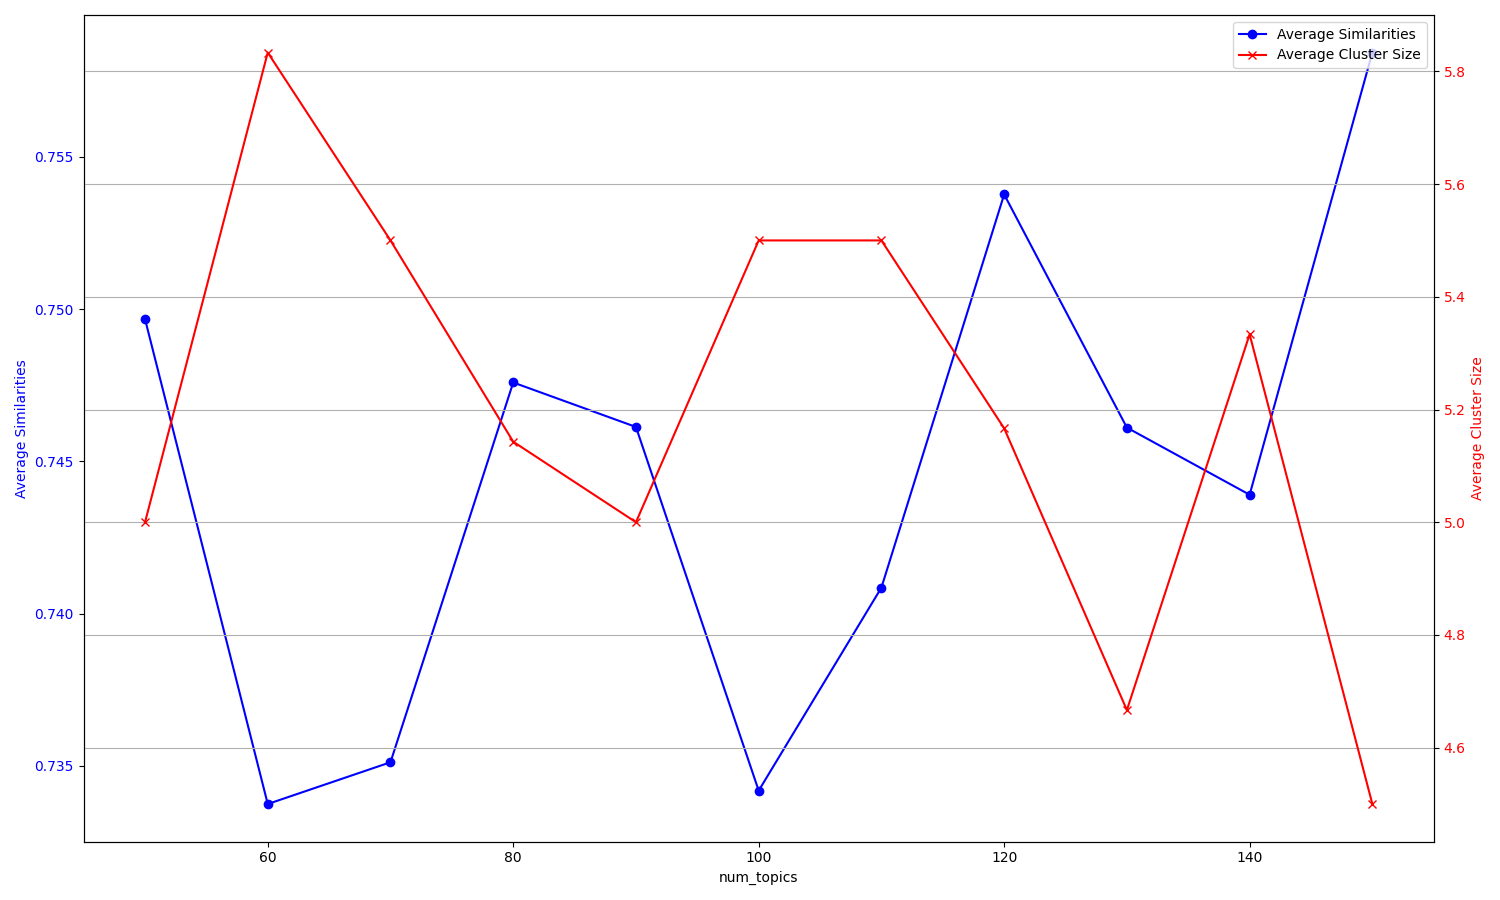 Average Similarities
Average Cluster Size
0.755
0.750
0.745
0.740
0.735
Average Similarities
5.8
5.6
5.4
5.2
5.0
4.8
4.6
Average Cluster Size
60 80 100 120 140
num_topics